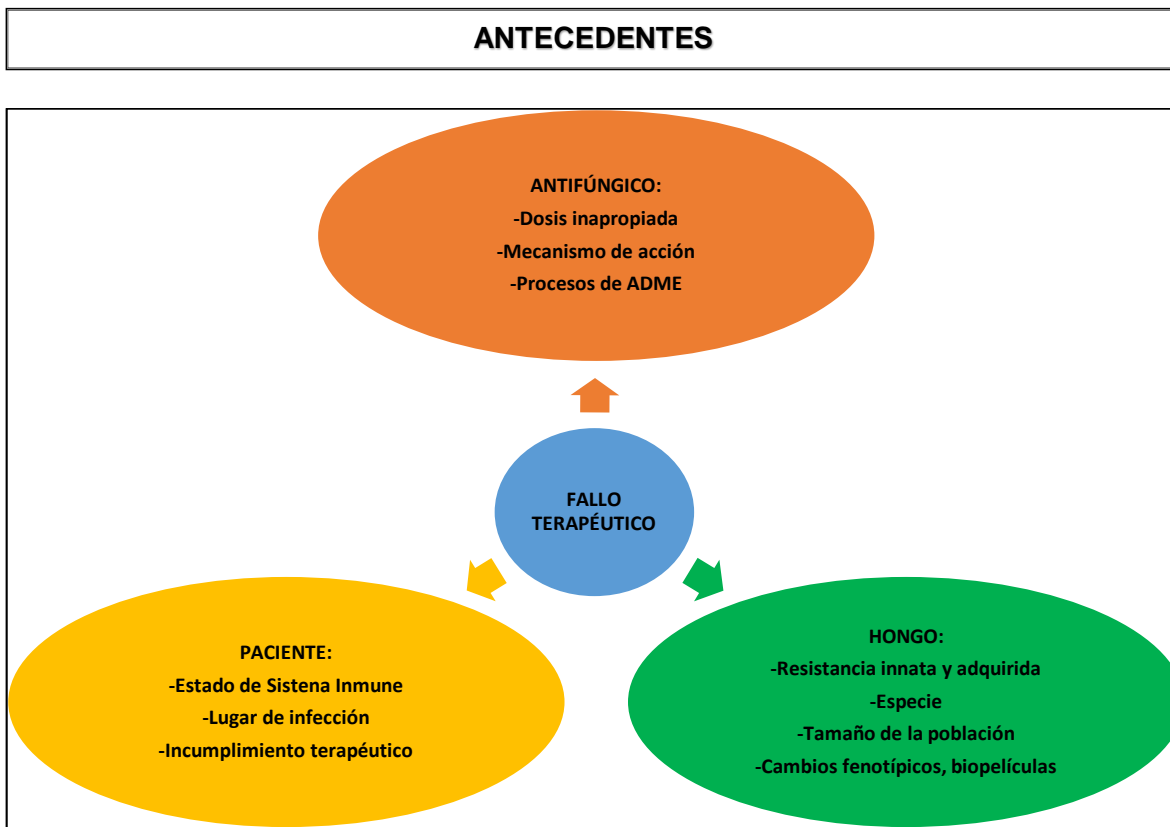 ANTECEDENTES
ANTIFÚNGICO:
-Dosis inapropiada
-Mecanismo de acción
-Procesos de ADME
FALLO
TERAPÉUTICO
PACIENTE:
-Estado de Sistena Inmune
-Lugar de infección
-Incumplimiento terapéutico
HONGO:
-Resistancia innata y adquirida
-Especie
-Tamaño de la población
-Cambios fenotípicos, biopelículas